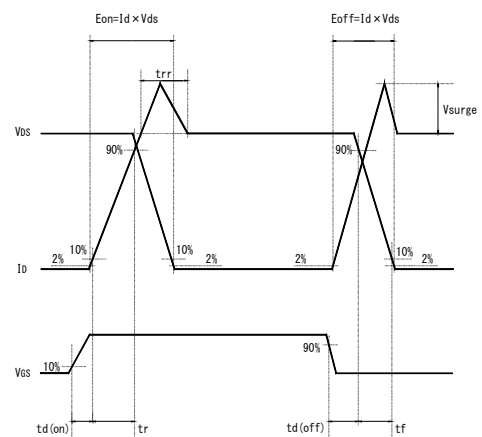 Eon=Id×Vds
Eoff=Id×Vds
trr
Vsurge
VDS
90%
90%
10%
10%
10%
2%
2%
2%
2%
ID
90%
10%
VGS
td(on)
tr
td(off)
tf